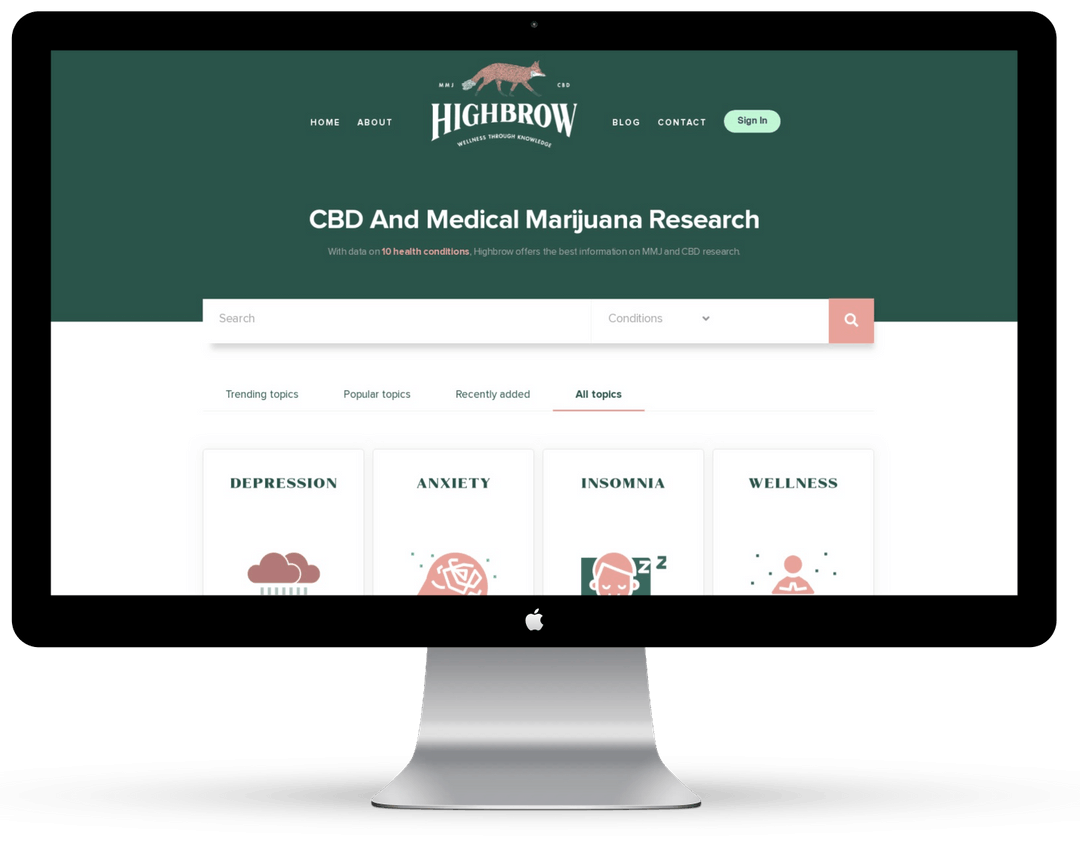 MMJ CBD
HOME ABOUT HIGHBROW BLOG CONTACT Sign In
WELLNESS THROUGH KNOWLEDGE
CBD And Medical Marijuana Research
With data on 10 health conditions, Highbrow offers the best information on MMJ and CBD research.
Search Conditions
Trending topics Popular topics Recently added All topics
DEPRESSION ANXIETY INSOMNIA WELLNESS
Z Z